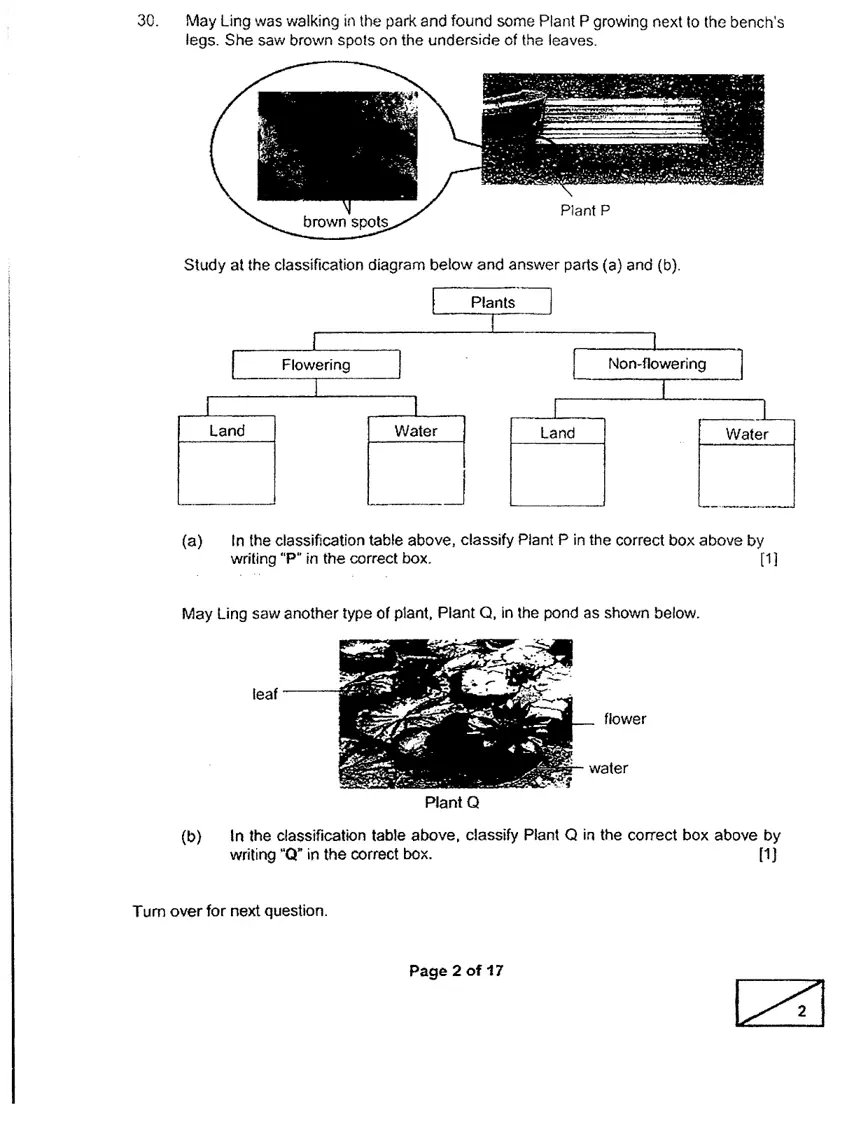 30. May Ling was walking in the park and found some Plant P growing next to the bench's
legs. She saw brown spots on the underside of the leaves.
brown spots
Plant P
Study at the classification diagram below and answer parts (a) and (b).
Plants
Flowering
Non-flowering
Land
Water
Land
Water
(a) In the classification table above, classify Plant P in the correct box above by
writing "P" in the correct box. [1]
May Ling saw another type of plant, Plant Q, in the pond as shown below.
leaf
flower
water
Plant Q
(b) In the classification table above, classify Plant Q in the correct box above by
writing "Q" in the correct box. [1]
Turn over for next question.
Page 2 of 17
2